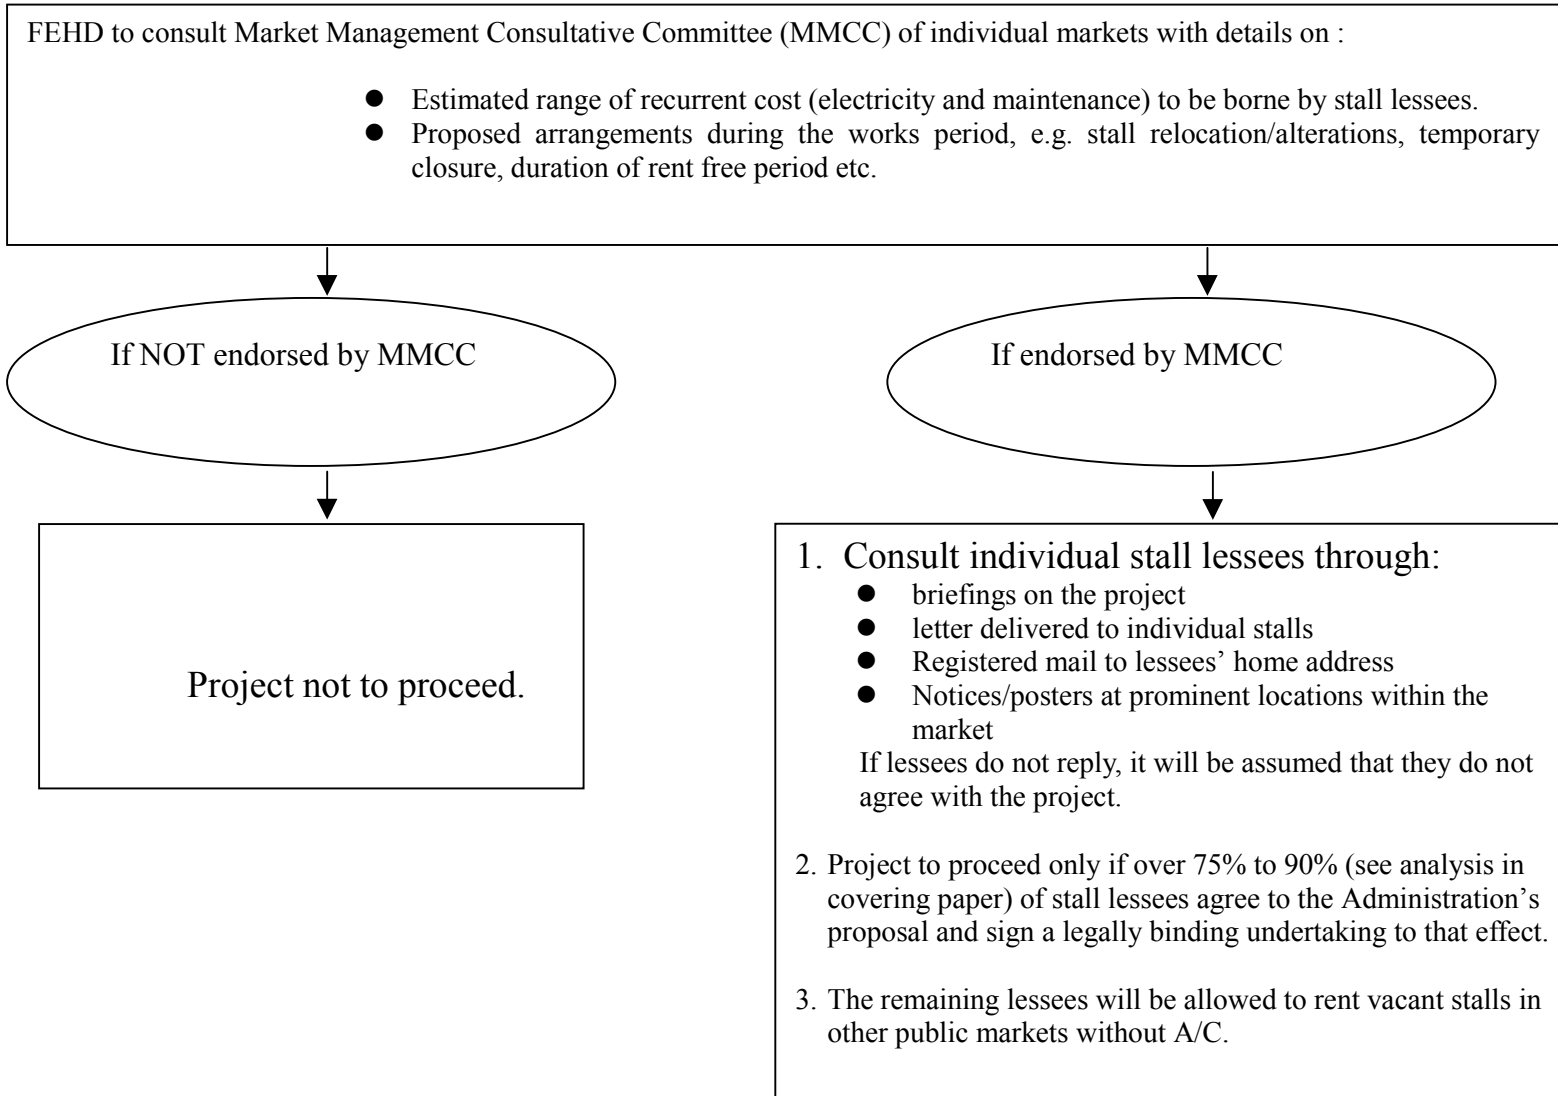 FEHD to consult Market Management Consultative Committee (MMCC) of individual markets with details on :
● Estimated range of recurrent cost (electricity and maintenance) to be borne by stall lessees.
● Proposed arrangements during the works period, e.g. stall relocation/alterations, temporary
closure, duration of rent free period etc.
If NOT endorsed by MMCC
If endorsed by MMCC
Project not to proceed.
1. Consult individual stall lessees through:
● briefings on the project
● letter delivered to individual stalls
● Registered mail to lessees’ home address
● Notices/posters at prominent locations within the
market
If lessees do not reply, it will be assumed that they do not
agree with the project.
2. Project to proceed only if over 75% to 90% (see analysis in
covering paper) of stall lessees agree to the Administration’s
proposal and sign a legally binding undertaking to that effect.
3. The remaining lessees will be allowed to rent vacant stalls in
other public markets without A/C.